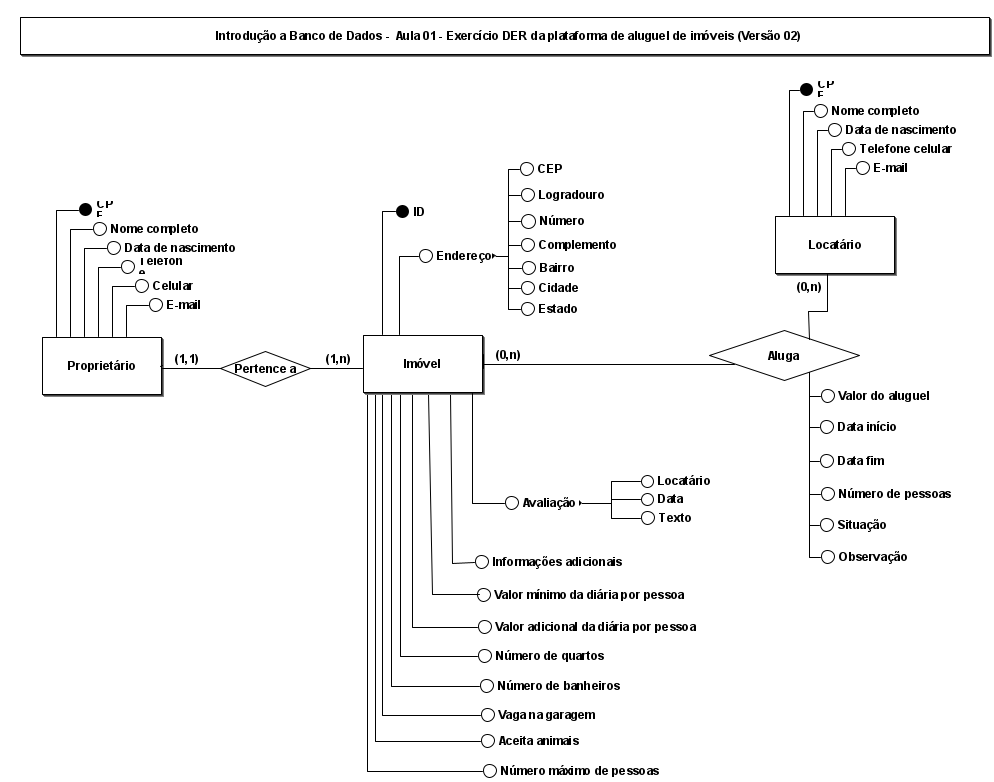 Introdução a Banco de Dados - Aula 01 - Exercício DER da plataforma de aluguel de imóveis (Versão 02)
CP
F
Nome completo
Data de nascimento
Telefone celular
E-mail
Locatário
(0,n)
CEP
Logradouro
Número
Complemento
Bairro
Cidade
Estado
ID
Endereço
CP
F
Nome completo
Data de nascimento
Telefon
e
Celular
E-mail
Proprietário
(1,1)
Pertence a
(1,n)
Imóvel
(0,n)
Aluga
Valor do aluguel
Data início
Data fim
Número de pessoas
Situação
Observação
Avaliação
Locatário
Data
Texto
Informações adicionais
Valor mínimo da diária por pessoa
Valor adicional da diária por pessoa
Número de quartos
Número de banheiros
Vaga na garagem
Aceita animais
Número máximo de pessoas